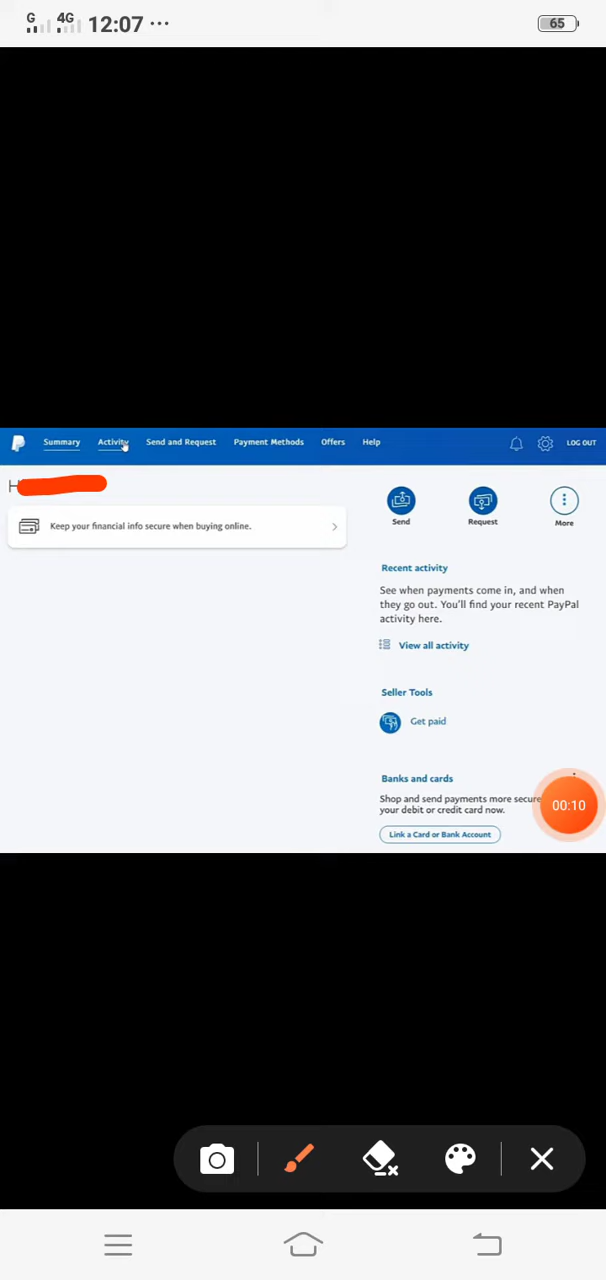 G 4G 12:07 ...
65
Summary Activity Send and Request Payment Methods Offers Help LOG OUT
H
Keep your financial info secure when buying online.
Send Request More
Recent activity
See when payments come in, and when
they go out. You'll find your recent PayPal
activity here.
View all activity
Seller Tools
Get paid
Banks and cards
Shop and send payments more secure
your debit or credit card now.
00:10
Link a Card or Bank Account